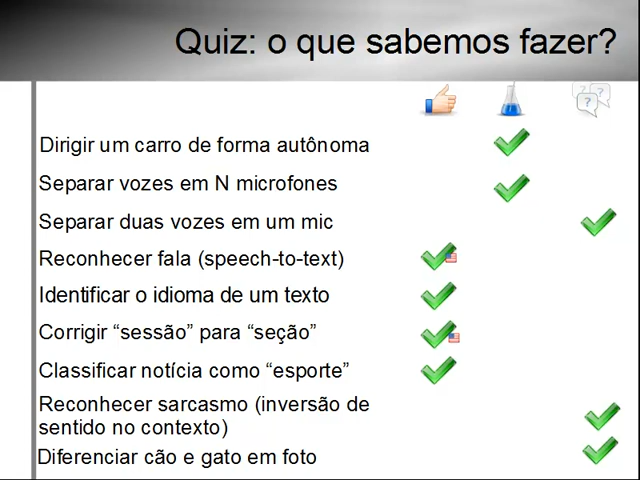 Quiz: o que sabemos fazer?
Dirigir um carro de forma autônoma
Separar vozes em N microfones
Separar duas vozes em um mic
Reconhecer fala (speech-to-text)
Identificar o idioma de um texto
Corrigir “sessão” para “seção”
Classificar notícia como “esporte”
Reconhecer sarcasmo (inversão de
sentido no contexto)
Diferenciar cão e gato em foto